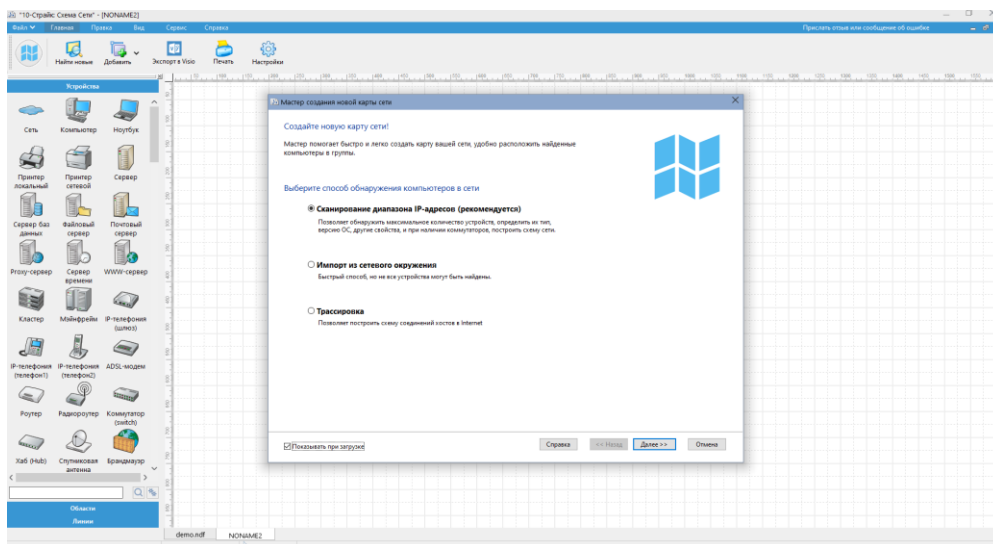 "10-Страйк: Схема Сети" - [NONAME2]
Файл Главная Правка Вид Сервис Справка Прислать отзыв или сообщение об ошибке
Найти новые Добавить Экспорт в Visio Печать Настройки
Устройства
Сеть Компьютер Ноутбук
Принтер локальный Принтер сетевой Сервер
Сервер баз данных Файловый сервер Почтовый сервер
Proxy-сервер Сервер времени WWW-сервер
Кластер Мэйнфрейм IP-телефония (шлюз)
IP-телефония (телефон1) IP-телефония (телефон2) ADSL-модем
Роутер Радиороутер Коммутатор (switch)
Хаб (Hub) Спутниковая антенна Брандмауэр
Области
Линии
Мастер создания новой карты сети
Создайте новую карту сети!
Мастер помогает быстро и легко создать карту вашей сети, удобно расположить найденные
компьютеры в группы.
Выберите способ обнаружения компьютеров в сети
Сканирование диапазона IP-адресов (рекомендуется)
Позволяет обнаружить максимальное количество устройств, определить их тип,
версию ОС, другие свойства, и при наличии коммутаторов, построить схему сети.
Импорт из сетевого окружения
Быстрый способ, но не все устройства могут быть найдены.
Трассировка
Позволяет построить схему соединений хостов в Internet
Показывать при загрузке
Справка << Назад Далее >> Отмена
demo.ndf NONAME2